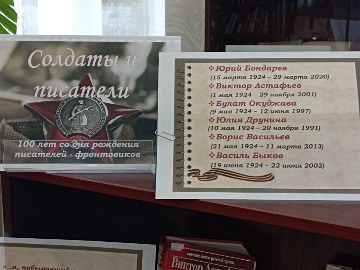 Солдаты и
писатели
100 лет со дня рождения
писателей - фронтовиков
❖Юрий Бондарев
(15 марта 1924 – 29 марта 2020)
❖Виктор Астафьев
(1 мая 1924 – 29 ноября 2001)
❖Булат Окуджава
(9 мая 1924 – 12 июня 1997)
❖Юлия Друнина
(10 мая 1924 – 20 ноября 1991)
❖Борис Васильев
(21 мая 1924 – 11 марта 2013)
❖Василь Быков
(19 июня 1924 – 22 июня 2003)
Виктор